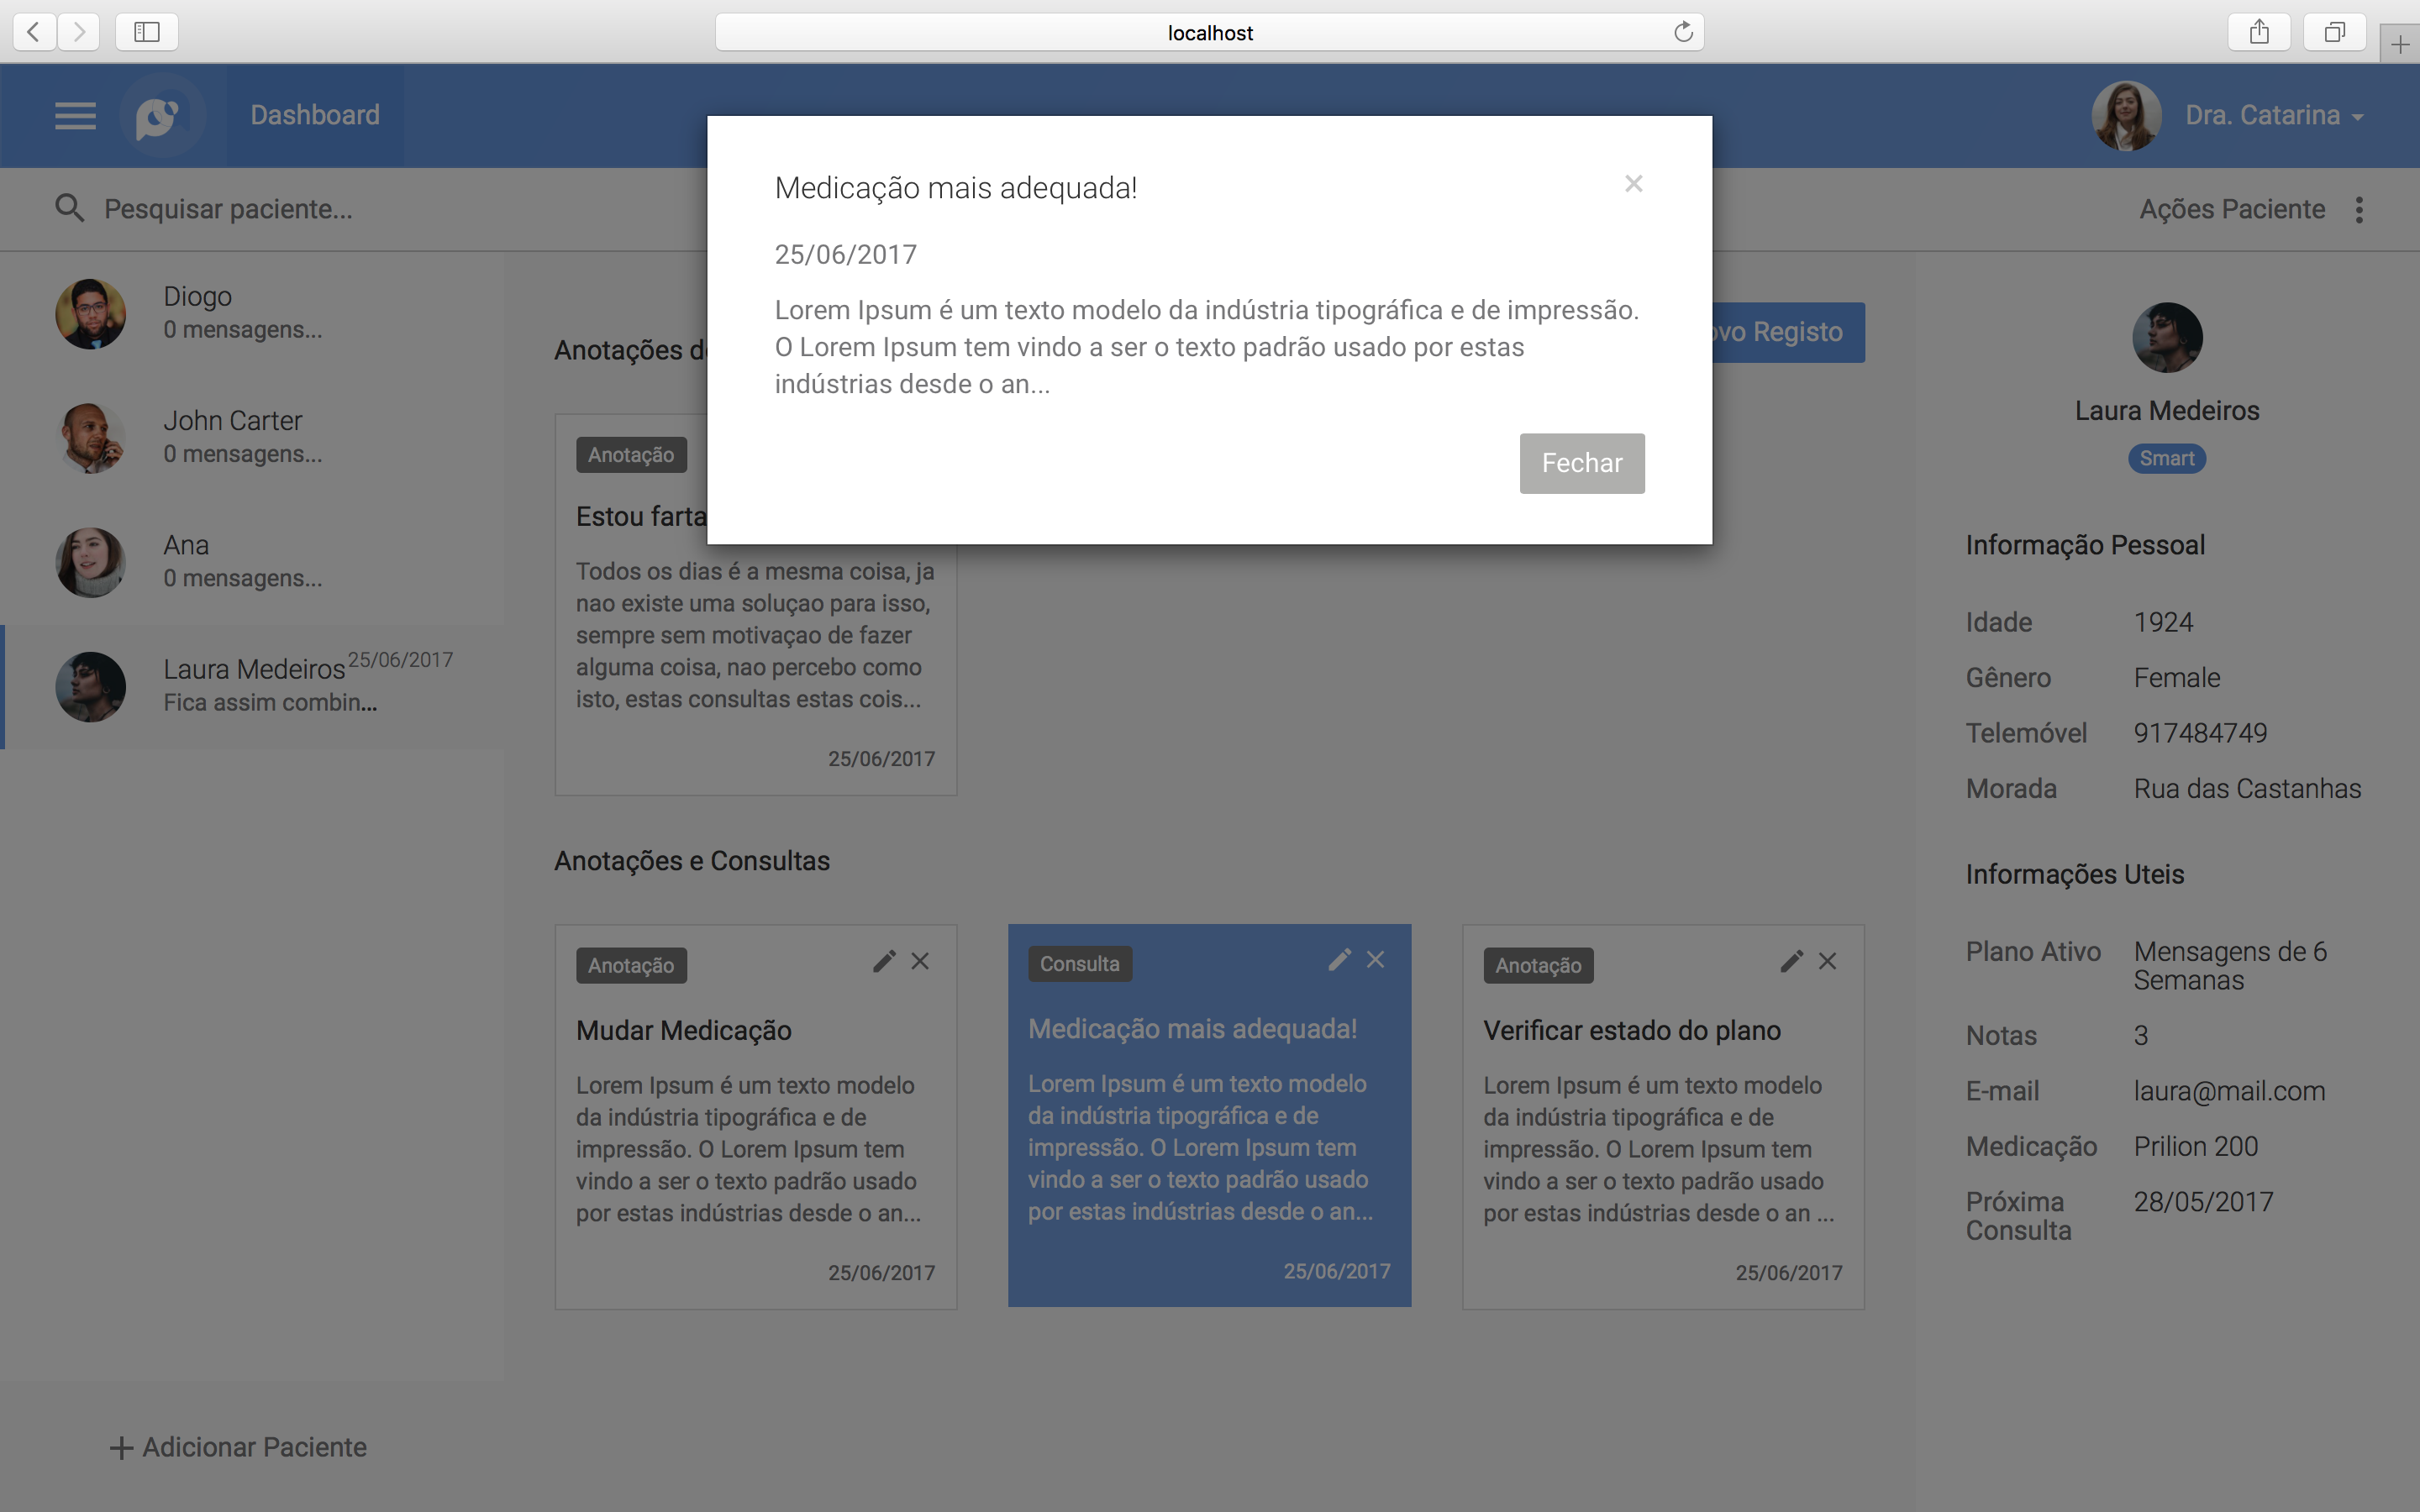 localhost
Dashboard
Dra. Catarina
Pesquisar paciente...
Ações Paciente
Medicação mais adequada!
25/06/2017
Lorem Ipsum é um texto modelo da indústria tipográfica e de impressão.
O Lorem Ipsum tem vindo a ser o texto padrão usado por estas
indústrias desde o an...
Fechar
Diogo
0 mensagens...
John Carter
0 mensagens...
Ana
0 mensagens...
Laura Medeiros 25/06/2017
Fica assim combin...
Adicionar Paciente
Anotações
Registo
Anotação
Estou farta
Todos os dias é a mesma coisa, ja
nao existe uma soluçao para isso,
sempre sem motivaçao de fazer
alguma coisa, nao percebo como
isto, estas consultas estas cois...
25/06/2017
Anotações e Consultas
Anotação
Mudar Medicação
Lorem Ipsum é um texto modelo
da indústria tipográfica e de
impressão. O Lorem Ipsum tem
vindo a ser o texto padrão usado
por estas indústrias desde o an...
25/06/2017
Consulta
Medicação mais adequada!
Lorem Ipsum é um texto modelo
da indústria tipográfica e de
impressão. O Lorem Ipsum tem
vindo a ser o texto padrão usado
por estas indústrias desde o an...
25/06/2017
Anotação
Verificar estado do plano
Lorem Ipsum é um texto modelo
da indústria tipográfica e de
impressão. O Lorem Ipsum tem
vindo a ser o texto padrão usado
por estas indústrias desde o an ...
25/06/2017
Laura Medeiros
Smart
Informação Pessoal
Idade 1924
Gênero Female
Telemóvel 917484749
Morada Rua das Castanhas
Informações Uteis
Plano Ativo Mensagens de 6
Semanas
Notas 3
E-mail laura@mail.com
Medicação Prilion 200
Próxima 28/05/2017
Consulta